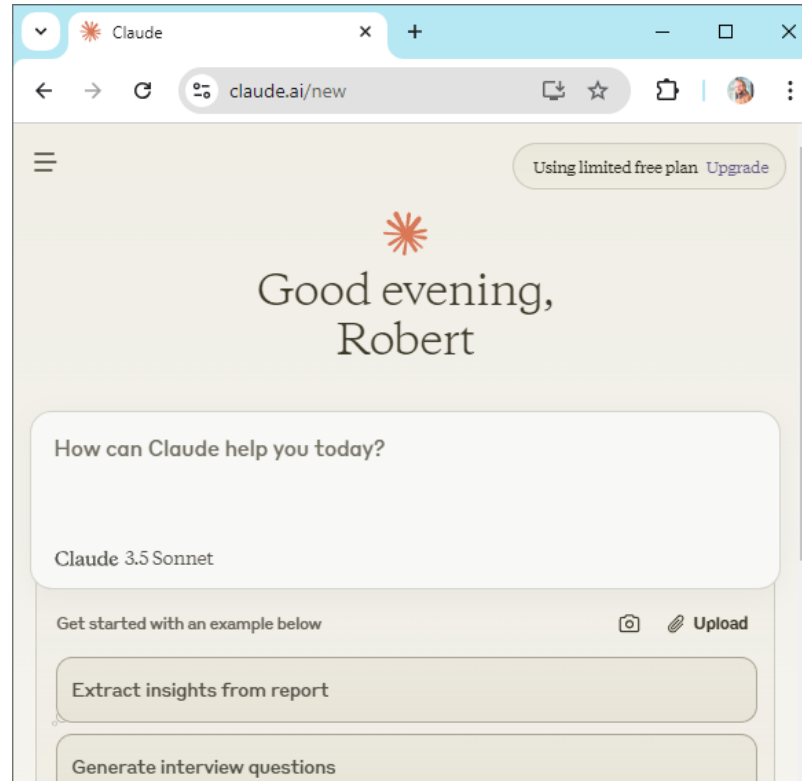 Claude
claude.ai/new
Using limited free plan Upgrade
Good evening,
Robert
How can Claude help you today?
Claude 3.5 Sonnet
Get started with an example below Upload
Extract insights from report
Generate interview questions